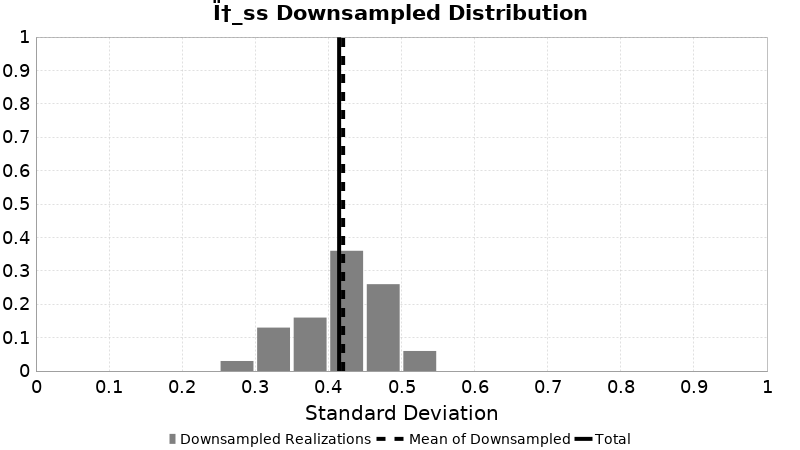 Ï†_ss Downsampled Distribution
1
0.9
0.8
0.7
0.6
0.5
0.4
0.3
0.2
0.1
0
0 0.1 0.2 0.3 0.4 0.5 0.6 0.7 0.8 0.9 1
Standard Deviation
Downsampled Realizations Mean of Downsampled Total